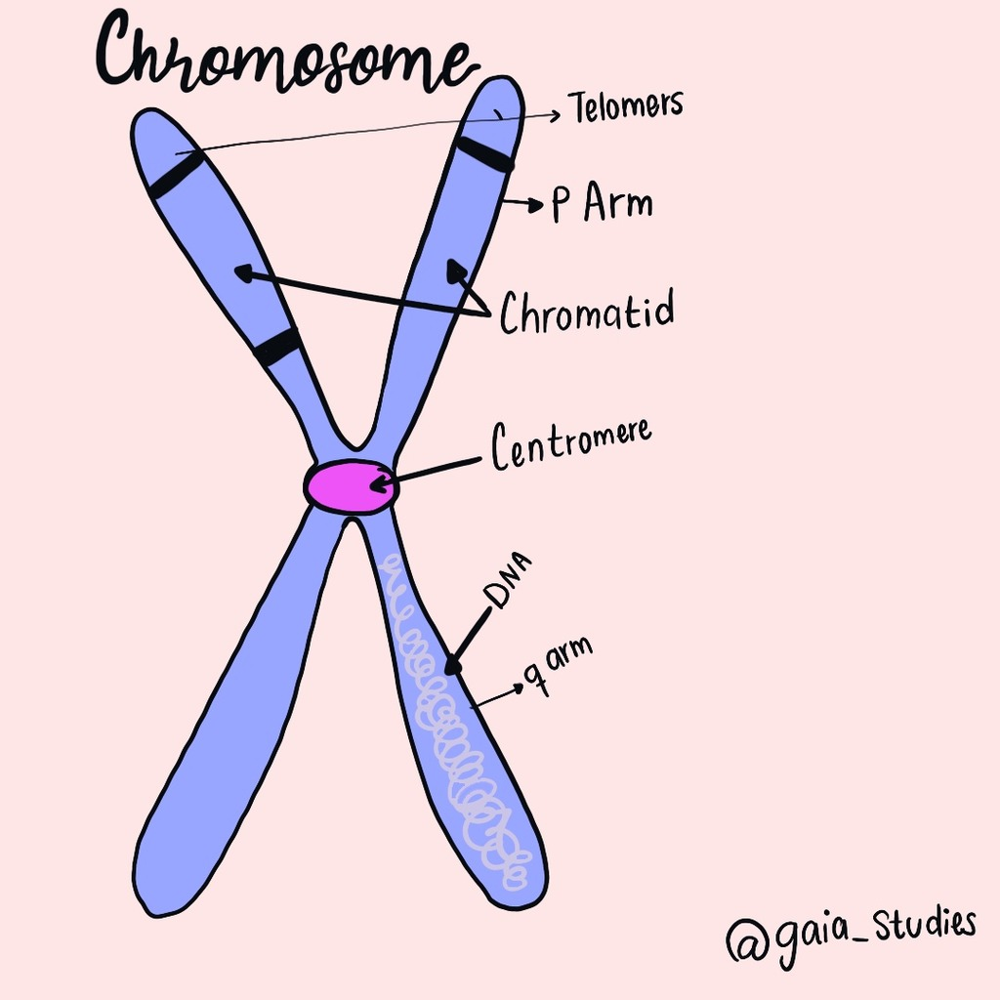 Chromosome
Telomers
P Arm
Chromatid
Centromere
DNA
q arm
@gaia_studies